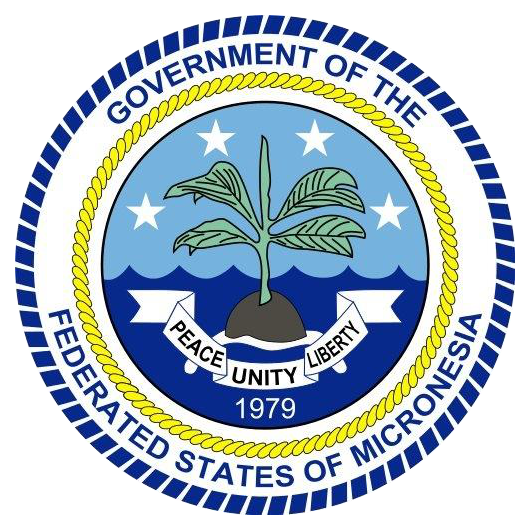 GOVERNMENT OF THE
PEACE UNITY LIBERTY
1979
FEDERATED STATES OF MICRONESIA